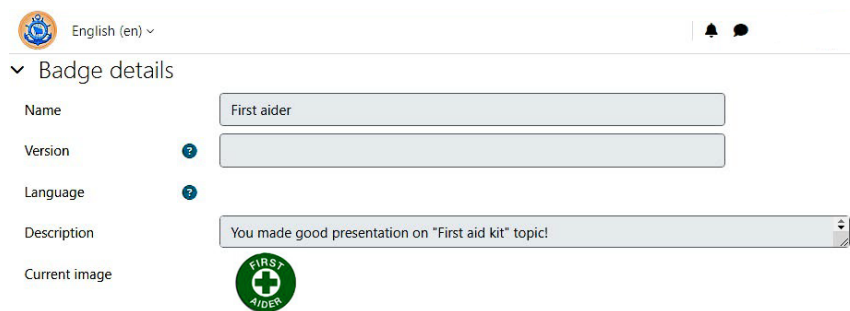 English (en)
Badge details
Name
First aider
Version
?
Language
?
Description
You made good presentation on "First aid kit" topic!
Current image
FIRST
AIDER